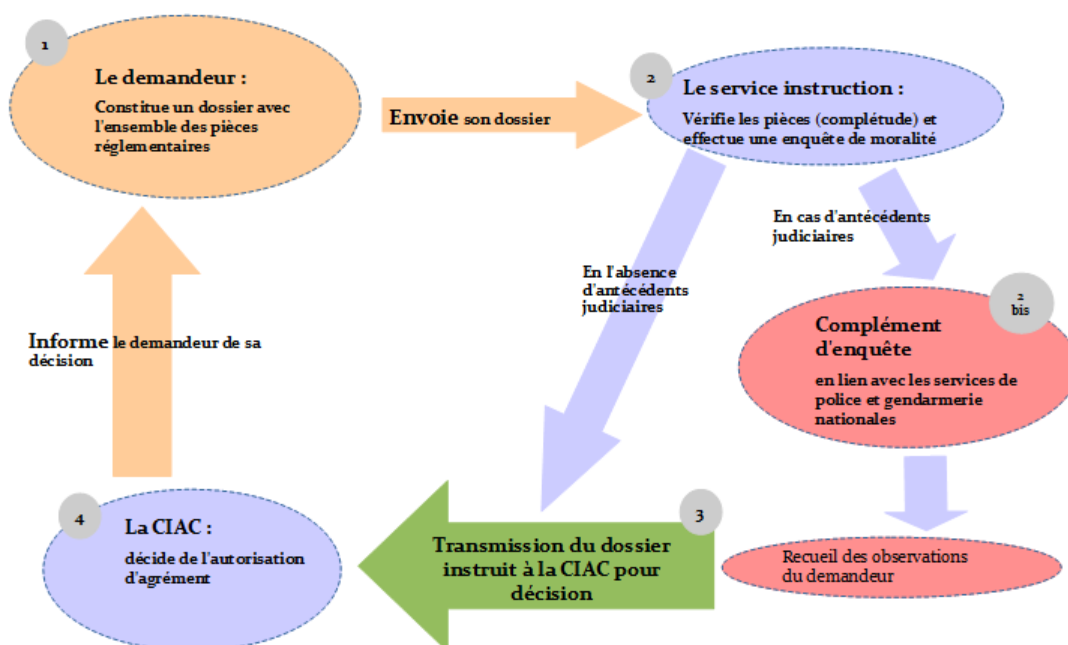 1
Le demandeur :
Constitue un dossier avec
l'ensemble des pièces
réglementaires
Envoie son dossier
2
Le service instruction :
Vérifie les pièces (complétude) et
effectue une enquête de moralité
En cas d'antécédents
judiciaires
En l'absence
d'antécédents
judiciaires
2
bis
Complément
d'enquête
en lien avec les services de
police et gendarmerie
nationales
Informe le demandeur de sa
décision
4
La CIAC :
décide de l'autorisation
d'agrément
3
Transmission du dossier
instruit à la CIAC pour
décision
Recueil des observations
du demandeur